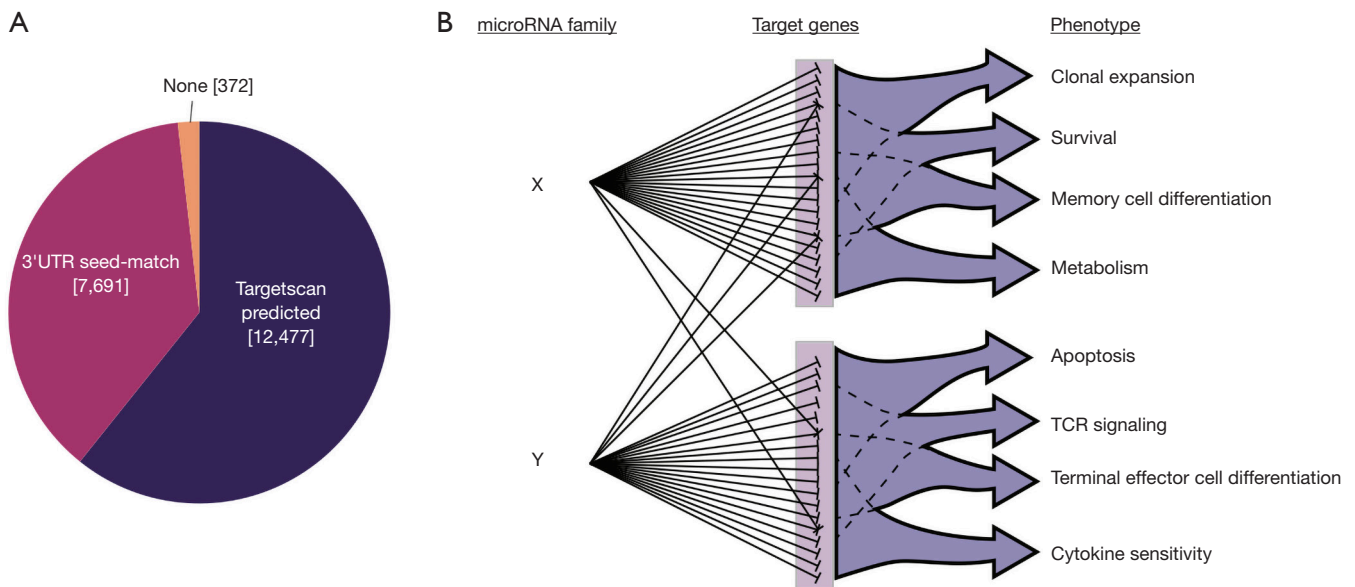 A
None [372]
3'UTR seed-match
[7,691]
Targetscan
predicted
[12,477]
B
microRNA family
Target genes
Phenotype
X
Y
Clonal expansion
Survival
Memory cell differentiation
Metabolism
Apoptosis
TCR signaling
Terminal effector cell differentiation
Cytokine sensitivity